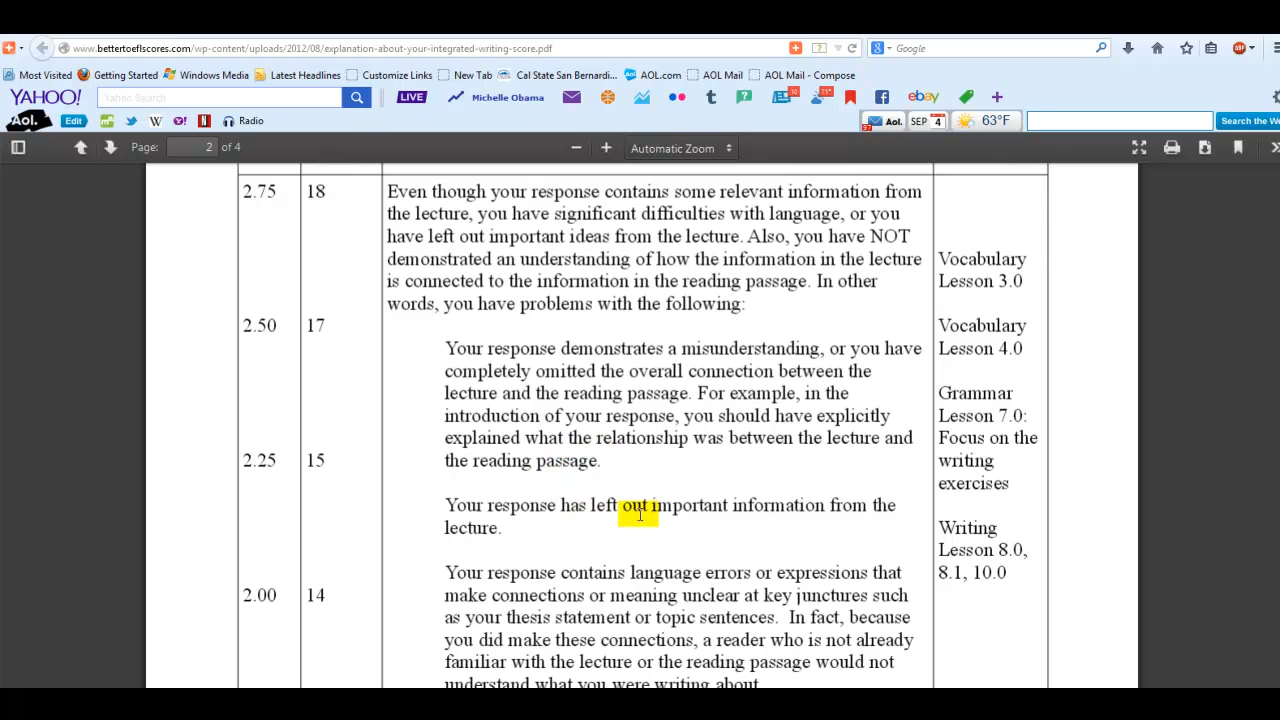 www.bettertoeflscores.com/wp-content/uploads/2012/08/explanation-about-your-integrated-writing-score.pdf
Google
Most Visited Getting Started Windows Media Latest Headlines Customize Links New Tab Cal State San Bernardi... AOL.com AOL Mail AOL Mail - Compose
YAHOO! Yahoo Search LIVE Michelle Obama ebay
Aol. Edit Radio Aol. SEP 4 63°F Search the We
Page: 2 of 4 Automatic Zoom
2.75 18 Even though your response contains some relevant information from
the lecture, you have significant difficulties with language, or you
have left out important ideas from the lecture. Also, you have NOT
demonstrated an understanding of how the information in the lecture Vocabulary
is connected to the information in the reading passage. In other Lesson 3.0
words, you have problems with the following:
2.50 17 Vocabulary
Your response demonstrates a misunderstanding, or you have Lesson 4.0
completely omitted the overall connection between the
lecture and the reading passage. For example, in the Grammar
introduction of your response, you should have explicitly Lesson 7.0:
explained what the relationship was between the lecture and Focus on the
2.25 15 the reading passage. writing
exercises
Your response has left out important information from the
lecture. Writing
Lesson 8.0,
Your response contains language errors or expressions that 8.1, 10.0
2.00 14 make connections or meaning unclear at key junctures such
as your thesis statement or topic sentences. In fact, because
you did make these connections, a reader who is not already
familiar with the lecture or the reading passage would not
understand what you were writing about.